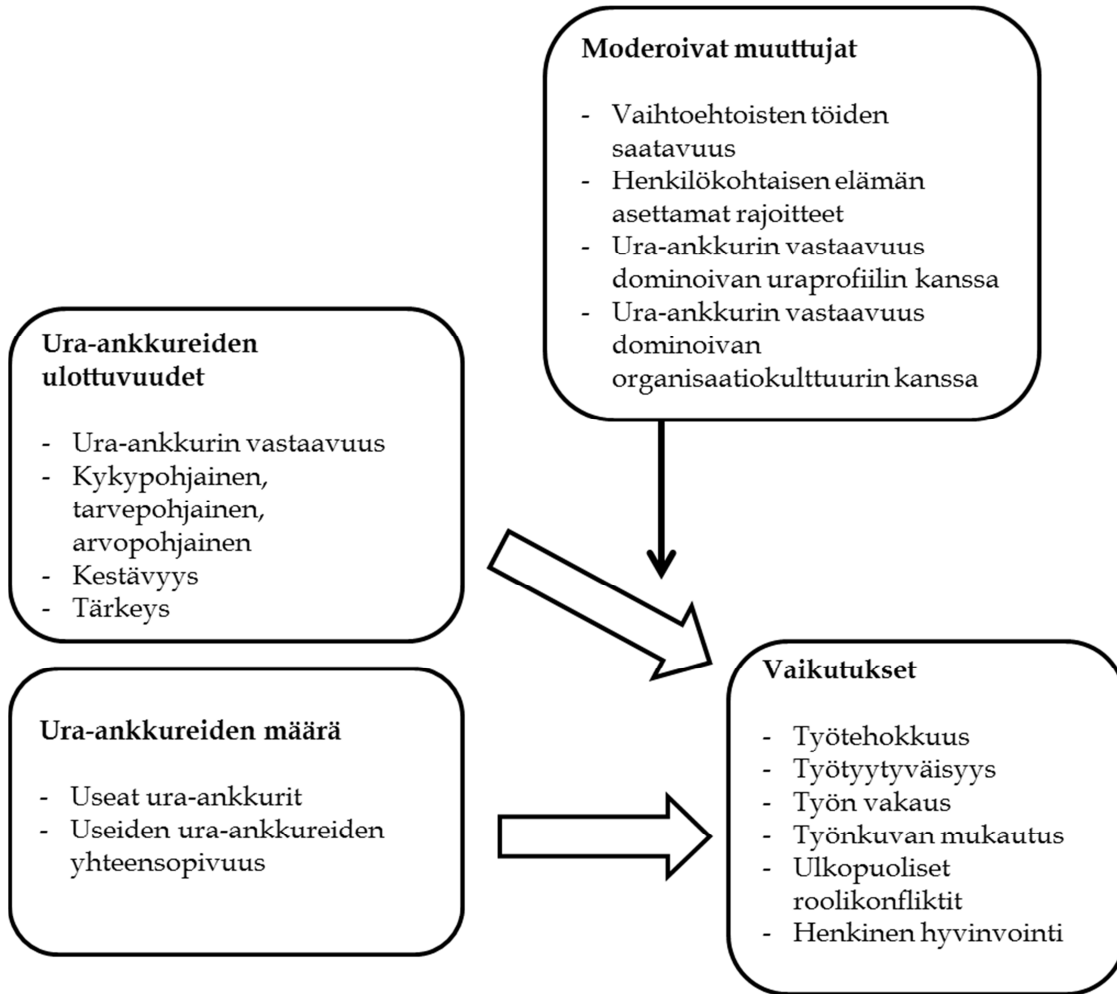 Moderoivat muuttujat
- Vaihtoehtoisten töiden
saatavuus
- Henkilökohtaisen elämän
asettamat rajoitteet
- Ura-ankkurin vastaavuus
dominoivan uraprofiilin kanssa
- Ura-ankkurin vastaavuus
dominoivan
organisaatiokulttuurin kanssa
Ura-ankkureiden
ulottuvuudet
- Ura-ankkurin vastaavuus
- Kykypohjainen,
tarvepohjainen,
arvopohjainen
- Kestävyys
- Tärkeys
Ura-ankkureiden määrä
- Useat ura-ankkurit
- Useiden ura-ankkureiden
yhteensopivuus
Vaikutukset
- Työtehokkuus
- Työtyytyväisyys
- Työn vakaus
- Työnkuvan mukautus
- Ulkopuoliset
roolikonfliktit
- Henkinen hyvinvointi